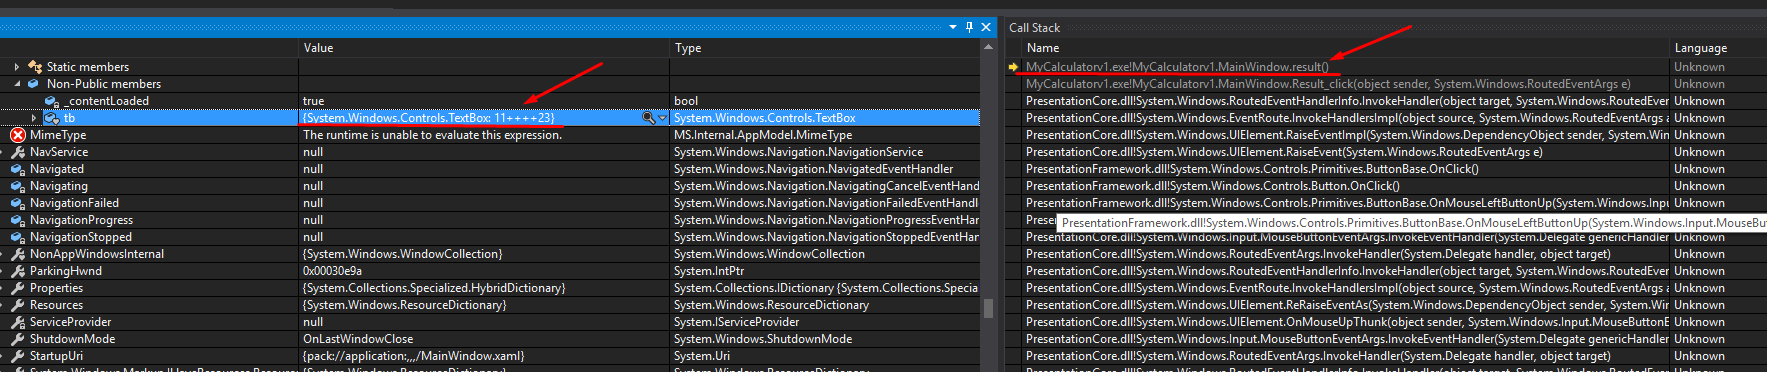 Value Type
Static members
Non-Public members
_contentLoaded true bool
tb {System.Windows.Controls.TextBox: 11++++23} System.Windows.Controls.TextBox
MimeType The runtime is unable to evaluate this expression. MS.Internal.AppModel.MimeType
NavService null System.Windows.Navigation.NavigationService
Navigated null System.Windows.Navigation.NavigatedEventHandler
Navigating null System.Windows.Navigation.NavigatingCancelEventHand
NavigationFailed null System.Windows.Navigation.NavigationFailedEventHandle
NavigationProgress null System.Windows.Navigation.NavigationProgressEventHan
NavigationStopped null System.Windows.Navigation.NavigationStoppedEventHan
NonAppWindowsInternal {System.Windows.WindowCollection} System.Windows.WindowCollection
ParkingHwnd 0x00030e9a System.IntPtr
Properties {System.Collections.Specialized.HybridDictionary} System.Collections.IDictionary {System.Collections.Specia
Resources {System.Windows.ResourceDictionary} System.Windows.ResourceDictionary
ServiceProvider null System.IServiceProvider
ShutdownMode OnLastWindowClose System.Windows.ShutdownMode
StartupUri {pack://application:,,,/MainWindow.xaml} System.Uri
Call Stack
Name Language
MyCalculatorv1.exe!MyCalculatorv1.MainWindow.result() Unknown
MyCalculatorv1.exe!MyCalculatorv1.MainWindow.Result_click(object sender, System.Windows.RoutedEventArgs e) Unknown
PresentationCore.dll!System.Windows.RoutedEventHandlerInfo.InvokeHandler(object target, System.Windows.RoutedEven Unknown
PresentationCore.dll!System.Windows.EventRoute.InvokeHandlersImpl(object source, System.Windows.RoutedEventArgs a Unknown
PresentationCore.dll!System.Windows.UIElement.RaiseEventImpl(System.Windows.DependencyObject sender, System.Win Unknown
PresentationCore.dll!System.Windows.UIElement.RaiseEvent(System.Windows.RoutedEventArgs e) Unknown
PresentationFramework.dll!System.Windows.Controls.Primitives.ButtonBase.OnClick() Unknown
PresentationFramework.dll!System.Windows.Controls.Button.OnClick() Unknown
PresentationFramework.dll!System.Windows.Controls.Primitives.ButtonBase.OnMouseLeftButtonUp(System.Windows.Inpu Unknown
Prese PresentationFramework.dll!System.Windows.Controls.Primitives.ButtonBase.OnMouseLeftButtonUp(System.Windows.Input.MouseButton
PresentationCore.dll!System.Windows.Input.MouseButtonEventArgs.InvokeEventHandler(System.Delegate genericHandler Unknown
PresentationCore.dll!System.Windows.RoutedEventArgs.InvokeHandler(System.Delegate handler, object target) Unknown
PresentationCore.dll!System.Windows.RoutedEventHandlerInfo.InvokeHandler(object target, System.Windows.RoutedEven Unknown
PresentationCore.dll!System.Windows.EventRoute.InvokeHandlersImpl(object source, System.Windows.RoutedEventArgs a Unknown
PresentationCore.dll!System.Windows.UIElement.ReRaiseEventAs(System.Windows.DependencyObject sender, System.Wi Unknown
PresentationCore.dll!System.Windows.UIElement.OnMouseUpThunk(object sender, System.Windows.Input.MouseButtonE Unknown
PresentationCore.dll!System.Windows.Input.MouseButtonEventArgs.InvokeEventHandler(System.Delegate genericHandler Unknown
PresentationCore.dll!System.Windows.RoutedEventArgs.InvokeHandler(System.Delegate handler, object target) Unknown